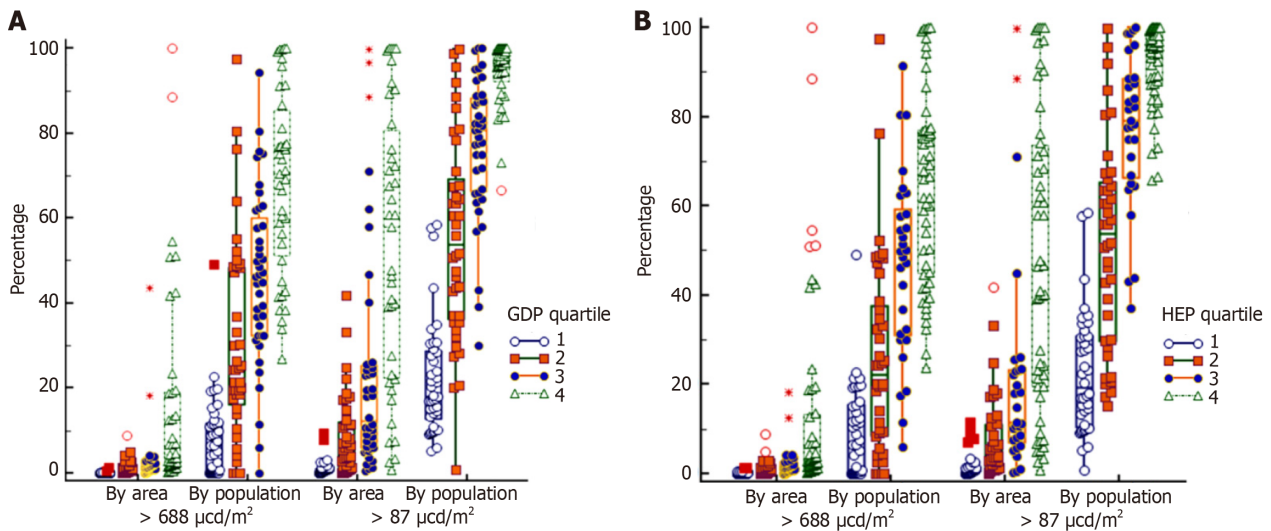 A
Percentage
100
80
60
40
20
0
By area
By population
By area
By population
> 688 μcd/m²
> 87 μcd/m²
GDP quartile
1
2
3
4
B
Percentage
100
80
60
40
20
0
By area
By population
By area
By population
> 688 μcd/m²
> 87 μcd/m²
HEP quartile
1
2
3
4